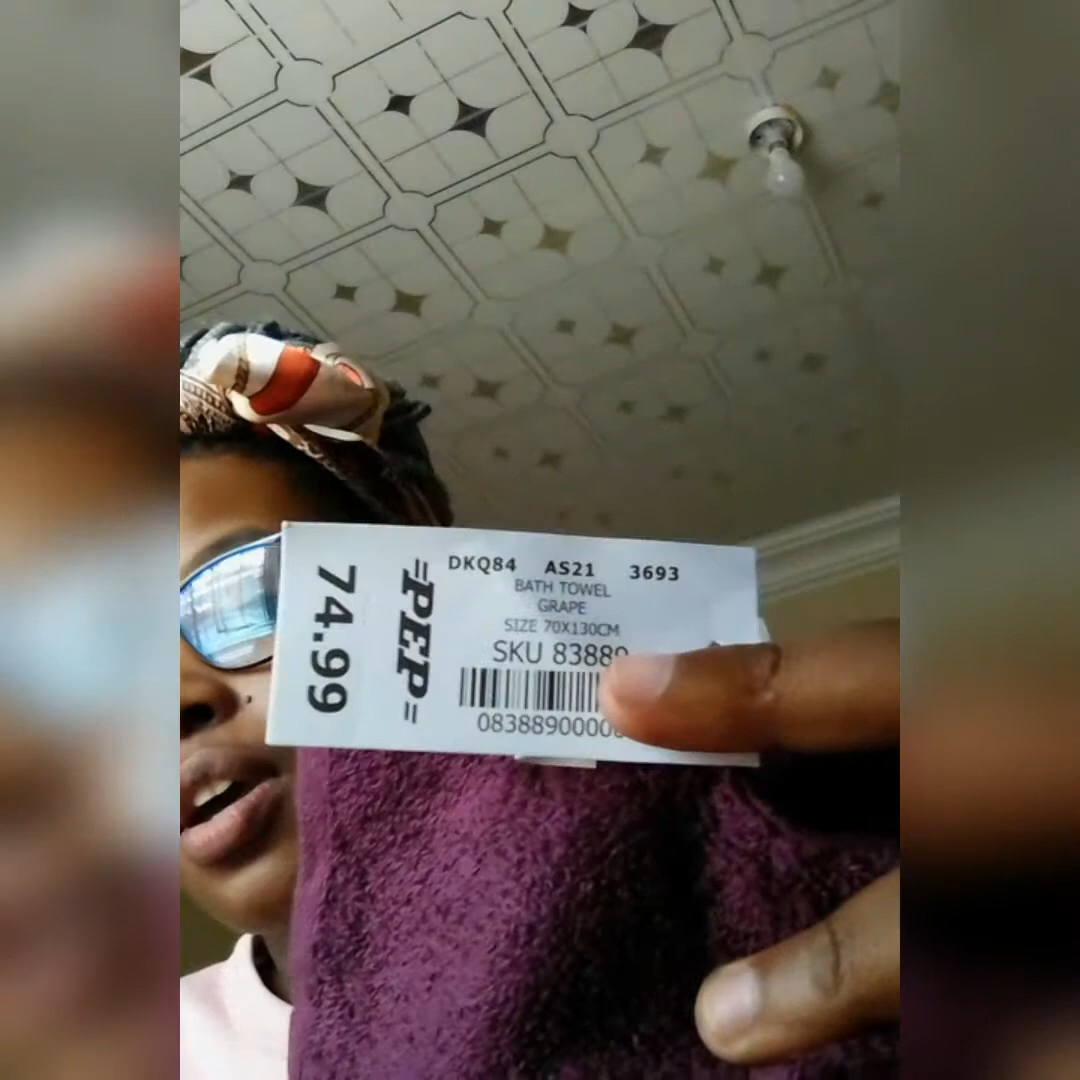 74.99
=PEP=
DKQ84 AS21 3693
BATH TOWEL
GRAPE
SIZE 70X130CM
SKU 83889
083889000